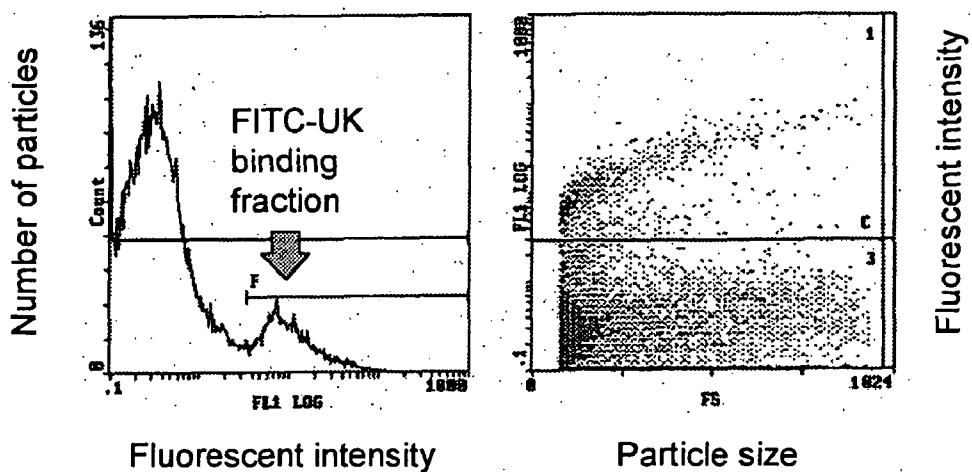 Number of particles
136
Count
0
FITC-UK
binding
fraction
F
.1
1000
FL1 LOG
Fluorescent intensity
1000
FL1 LOG
.1
1
C
3
0
1024
FS
Particle size
Fluorescent intensity